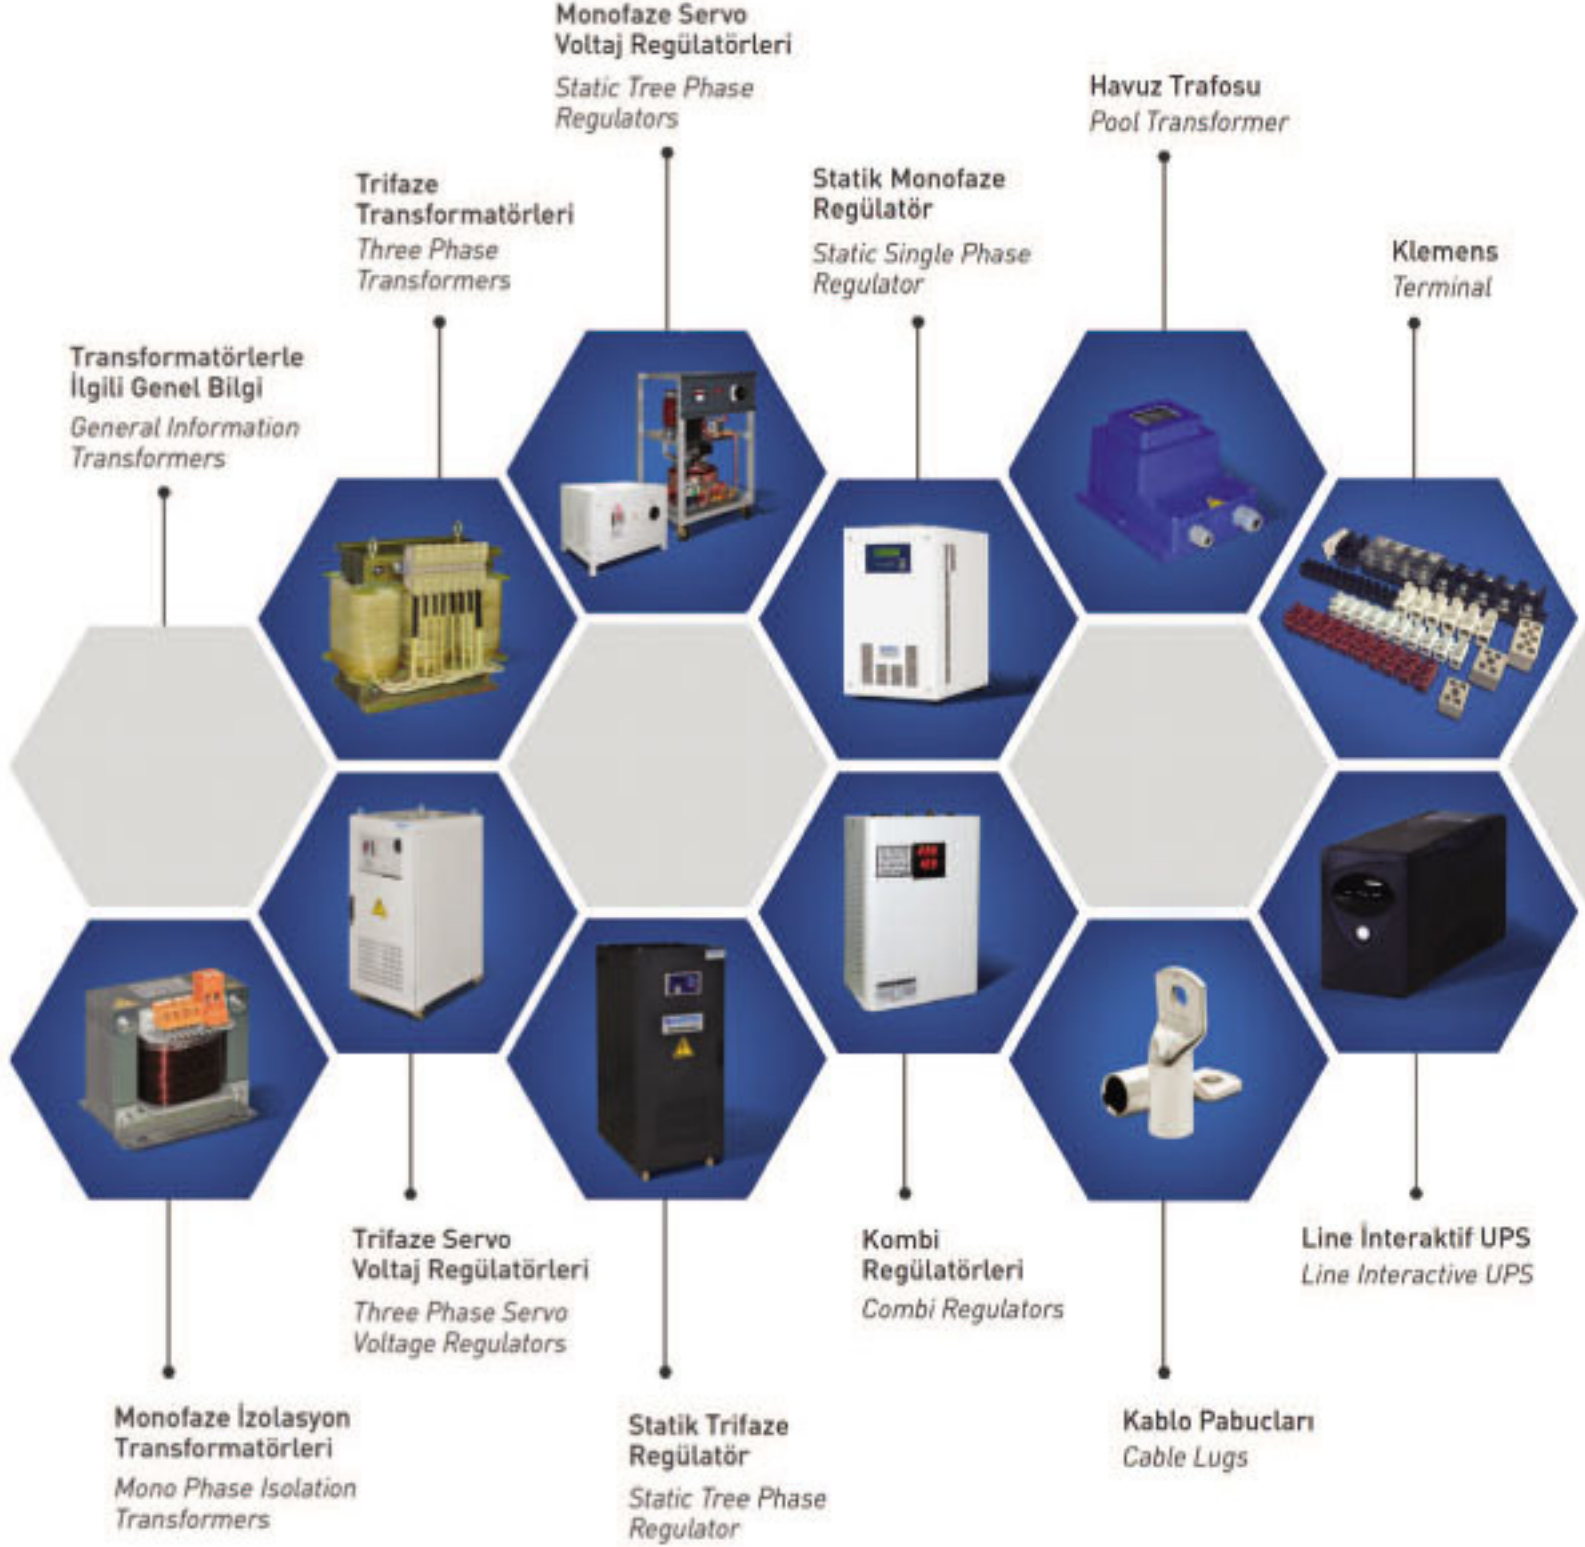 Monofaze Servo
Voltaj Regülatörleri
Static Tree Phase
Regulators
Havuz Trafosu
Pool Transformer
Trifaze
Transformatörleri
Three Phase
Transformers
Statik Monofaze
Regülatör
Static Single Phase
Regulator
Klemens
Terminal
Transformatörlerle
İlgili Genel Bilgi
General Information
Transformers
Trifaze Servo
Voltaj Regülatörleri
Three Phase Servo
Voltage Regulators
Kombi
Regülatörleri
Combi Regulators
Line İnteraktif UPS
Line Interactive UPS
Monofaze İzolasyon
Transformatörleri
Mono Phase Isolation
Transformers
Statik Trifaze
Regülatör
Static Tree Phase
Regulator
Kablo Pabucları
Cable Lugs